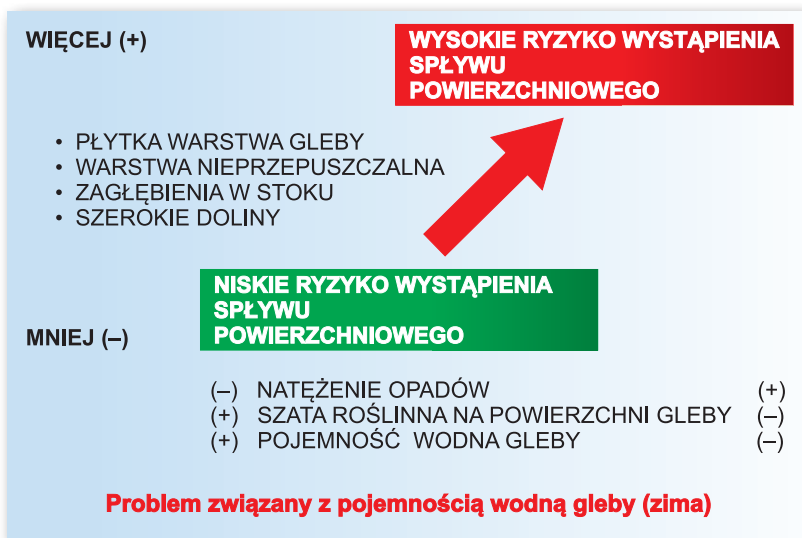 WIĘCEJ (+)
WYSOKIE RYZYKO WYSTĄPIENIA
SPŁYWU
POWIERZCHNIOWEGO
• PŁYTKA WARSTWA GLEBY
• WARSTWA NIEPRZEPUSZCZALNA
• ZAGŁĘBIENIA W STOKU
• SZEROKIE DOLINY
NISKIE RYZYKO WYSTĄPIENIA
SPŁYWU
POWIERZCHNIOWEGO
MNIEJ (–)
(–) NATĘŻENIE OPADÓW (+)
(+) SZATA ROŚLINNA NA POWIERZCHNI GLEBY (–)
(+) POJEMNOŚĆ WODNA GLEBY (–)
Problem związany z pojemnością wodną gleby (zima)